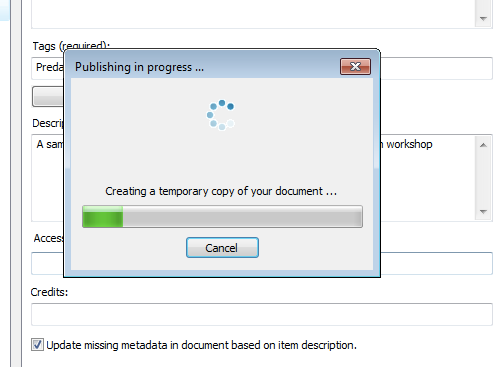 Tags (required):
Publishing in progress ...
Descrip
A sam
workshop
Creating a temporary copy of your document ...
Cancel
Access
Credits:
Update missing metadata in document based on item description.